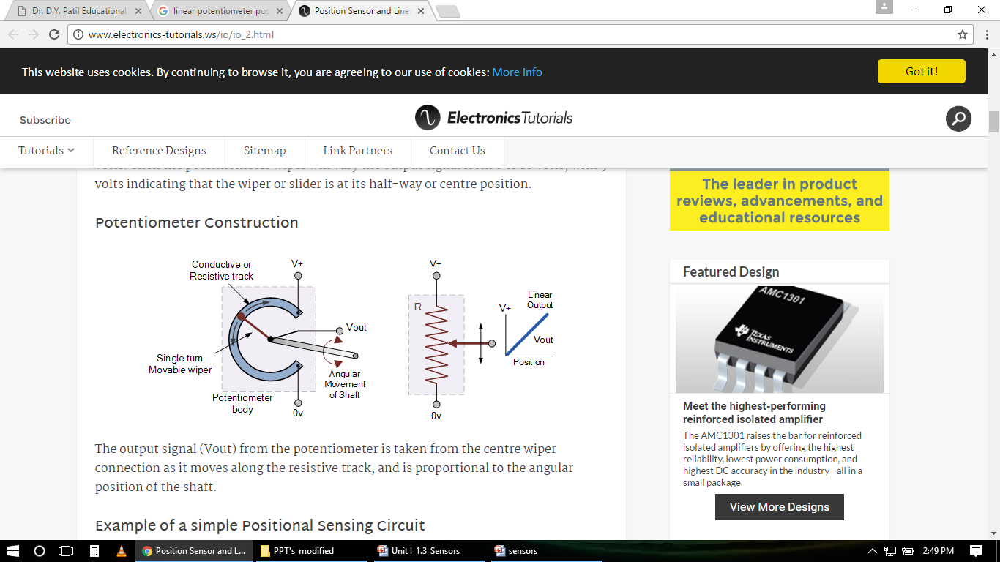 Dr. D.Y. Patil Educational
linear potentiometer pos
Position Sensor and Line
www.electronics-tutorials.ws/io/io_2.html
This website uses cookies. By continuing to browse it, you are agreeing to our use of cookies: More info
Got it!
Subscribe
ElectronicsTutorials
Tutorials
Reference Designs
Sitemap
Link Partners
Contact Us
volts indicating that the wiper or slider is at its half-way or centre position.
Potentiometer Construction
Conductive or
Resistive track
V+
Vout
Single turn
Movable wiper
Angular
Movement
of Shaft
Potentiometer
body
0v
V+
R
0v
Linear
Output
V+
Vout
Position
The output signal (Vout) from the potentiometer is taken from the centre wiper
connection as it moves along the resistive track, and is proportional to the angular
position of the shaft.
Example of a simple Positional Sensing Circuit
The leader in product
reviews, advancements, and
educational resources
Featured Design
AMC1301
TEXAS
INSTRUMENTS
Meet the highest-performing
reinforced isolated amplifier
The AMC1301 raises the bar for reinforced
isolated amplifiers by offering the highest
reliability, lowest power consumption, and
highest DC accuracy in the industry - all in a
small package.
View More Designs
Position Sensor and L...
PPT's_modified
Unit I_1.3_Sensors
sensors
2:49 PM